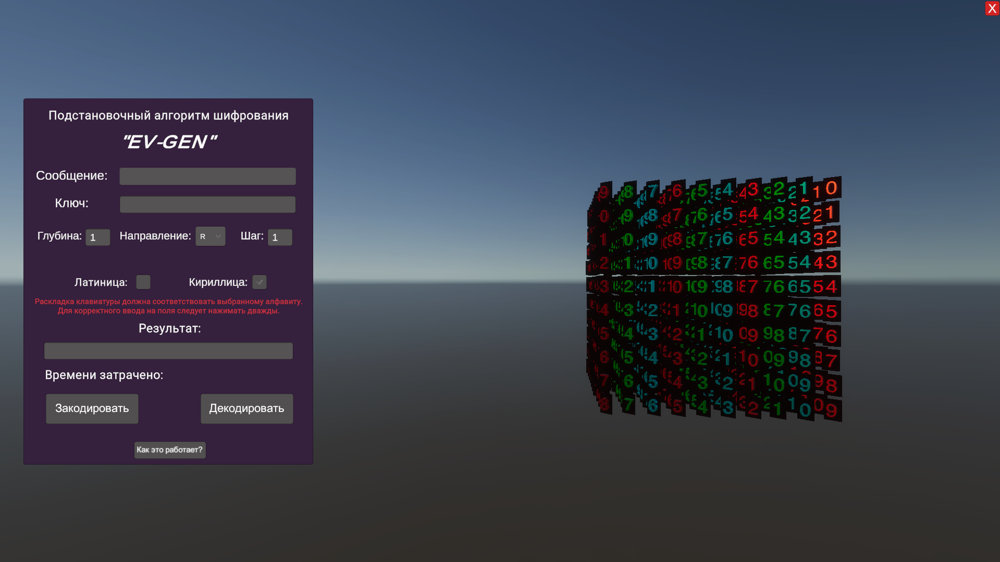 X
Подстановочный алгоритм шифрования
"EV-GEN"
Сообщение:
Ключ:
Глубина: 1 Направление: R Шаг: 1
Латиница: Кириллица:
Раскладка клавиатуры должна соответствовать выбранному алфавиту.
Для корректного ввода на поля следует нажимать дважды.
Результат:
Времени затрачено:
Закодировать Декодировать
Как это работает?
9 8 7 6 5 4 3 2 1 0
0 9 8 7 6 5 4 3 2 1
1 0 9 8 7 6 5 4 3 2
2 1 0 9 8 7 6 5 4 3
3 2 1 0 9 8 7 6 5 4
4 3 2 1 0 9 8 7 6 5
5 4 3 2 1 0 9 8 7 6
6 5 4 3 2 1 0 9 8 7
7 6 5 4 3 2 1 0 9 8
8 7 6 5 4 3 2 1 0 9